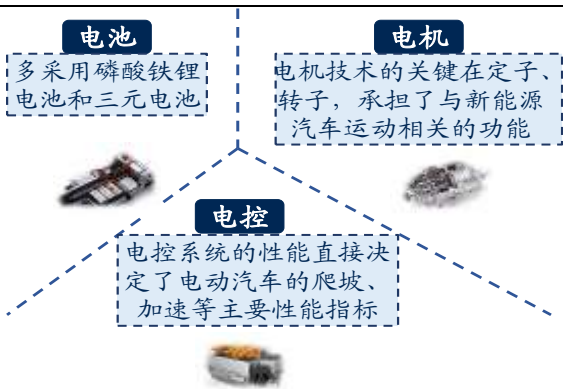 电池
多采用磷酸铁锂
电池和三元电池
电机
电机技术的关键在定子、
转子，承担了与新能源
汽车运动相关的功能
电控
电控系统的性能直接决
定了电动汽车的爬坡、
加速等主要性能指标